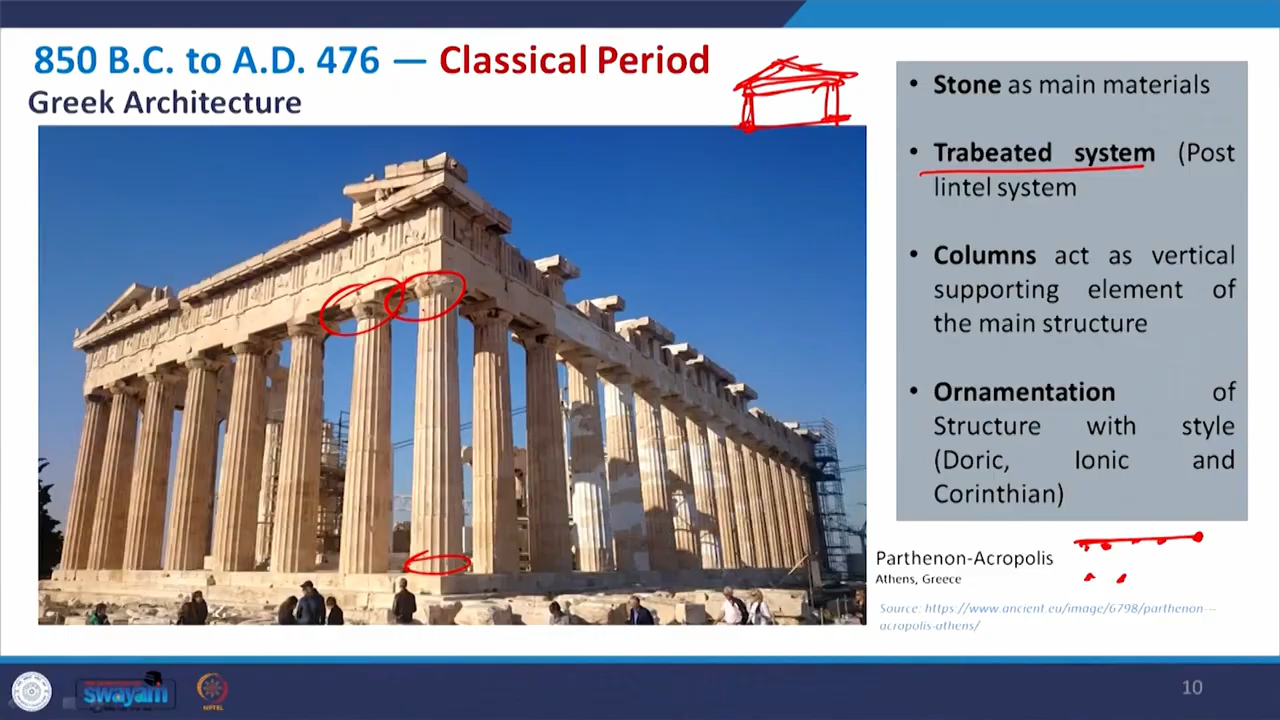 850 B.C. to A.D. 476 — Classical Period
Greek Architecture
• Stone as main materials
• Trabeated system (Post
lintel system
• Columns act as vertical
supporting element of
the main structure
• Ornamentation of
Structure with style
(Doric, Ionic and
Corinthian)
Parthenon-Acropolis
Athens, Greece
Source: https://www.ancient.eu/image/6798/parthenon---
acropolis-athens/
swayam
NPTEL
10